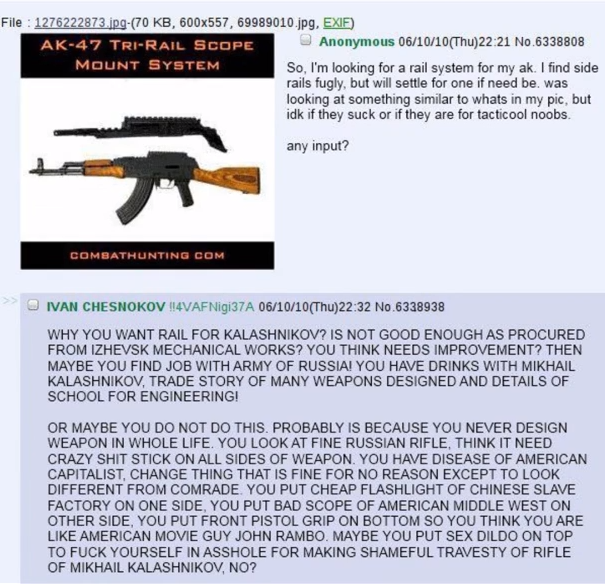 File : 1276222873.jpg-(70 KB, 600x557, 69989010.jpg, EXIF)
AK-47 TRI-RAIL SCOPE
MOUNT SYSTEM
COMBATHUNTING COM
Anonymous 06/10/10(Thu)22:21 No.6338808
So, I'm looking for a rail system for my ak. I find side
rails fugly, but will settle for one if need be. was
looking at something similar to whats in my pic, but
idk if they suck or if they are for tacticool noobs.
any input?
>> IVAN CHESNOKOV !!4VAFNigi37A 06/10/10(Thu)22:32 No.6338938
WHY YOU WANT RAIL FOR KALASHNIKOV? IS NOT GOOD ENOUGH AS PROCURED
FROM IZHEVSK MECHANICAL WORKS? YOU THINK NEEDS IMPROVEMENT? THEN
MAYBE YOU FIND JOB WITH ARMY OF RUSSIA! YOU HAVE DRINKS WITH MIKHAIL
KALASHNIKOV, TRADE STORY OF MANY WEAPONS DESIGNED AND DETAILS OF
SCHOOL FOR ENGINEERING!
OR MAYBE YOU DO NOT DO THIS. PROBABLY IS BECAUSE YOU NEVER DESIGN
WEAPON IN WHOLE LIFE. YOU LOOK AT FINE RUSSIAN RIFLE, THINK IT NEED
CRAZY SHIT STICK ON ALL SIDES OF WEAPON. YOU HAVE DISEASE OF AMERICAN
CAPITALIST, CHANGE THING THAT IS FINE FOR NO REASON EXCEPT TO LOOK
DIFFERENT FROM COMRADE. YOU PUT CHEAP FLASHLIGHT OF CHINESE SLAVE
FACTORY ON ONE SIDE, YOU PUT BAD SCOPE OF AMERICAN MIDDLE WEST ON
OTHER SIDE, YOU PUT FRONT PISTOL GRIP ON BOTTOM SO YOU THINK YOU ARE
LIKE AMERICAN MOVIE GUY JOHN RAMBO. MAYBE YOU PUT SEX DILDO ON TOP
TO FUCK YOURSELF IN ASSHOLE FOR MAKING SHAMEFUL TRAVESTY OF RIFLE
OF MIKHAIL KALASHNIKOV, NO?